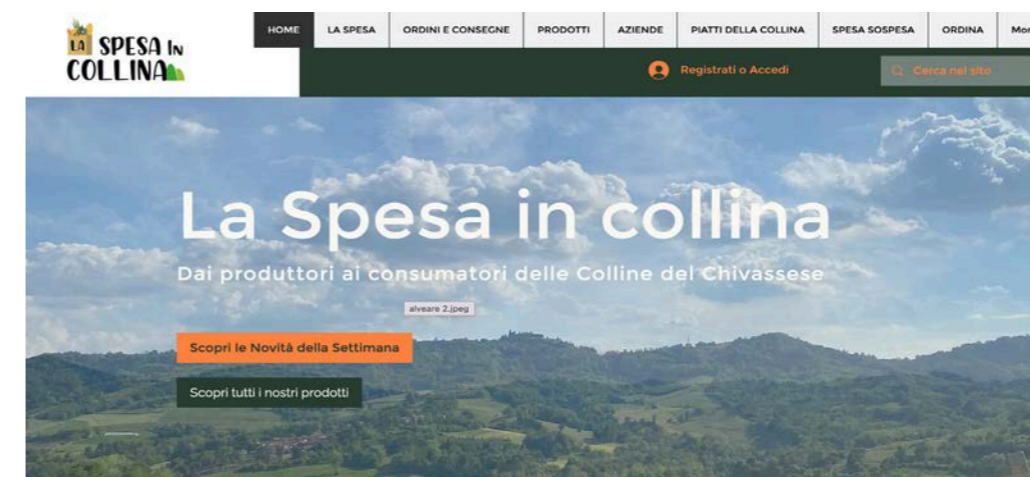 LA SPESA IN
COLLINA
HOME LA SPESA ORDINI E CONSEGNE PRODOTTI AZIENDE PIATTI DELLA COLLINA SPESA SOSPESA ORDINA Mor
Registrati o Accedi
Cerca nel sito
La Spesa in collina
Dai produttori ai consumatori delle Colline del Chivassese
alveare 2.jpeg
Scopri le Novità della Settimana
Scopri tutti i nostri prodotti